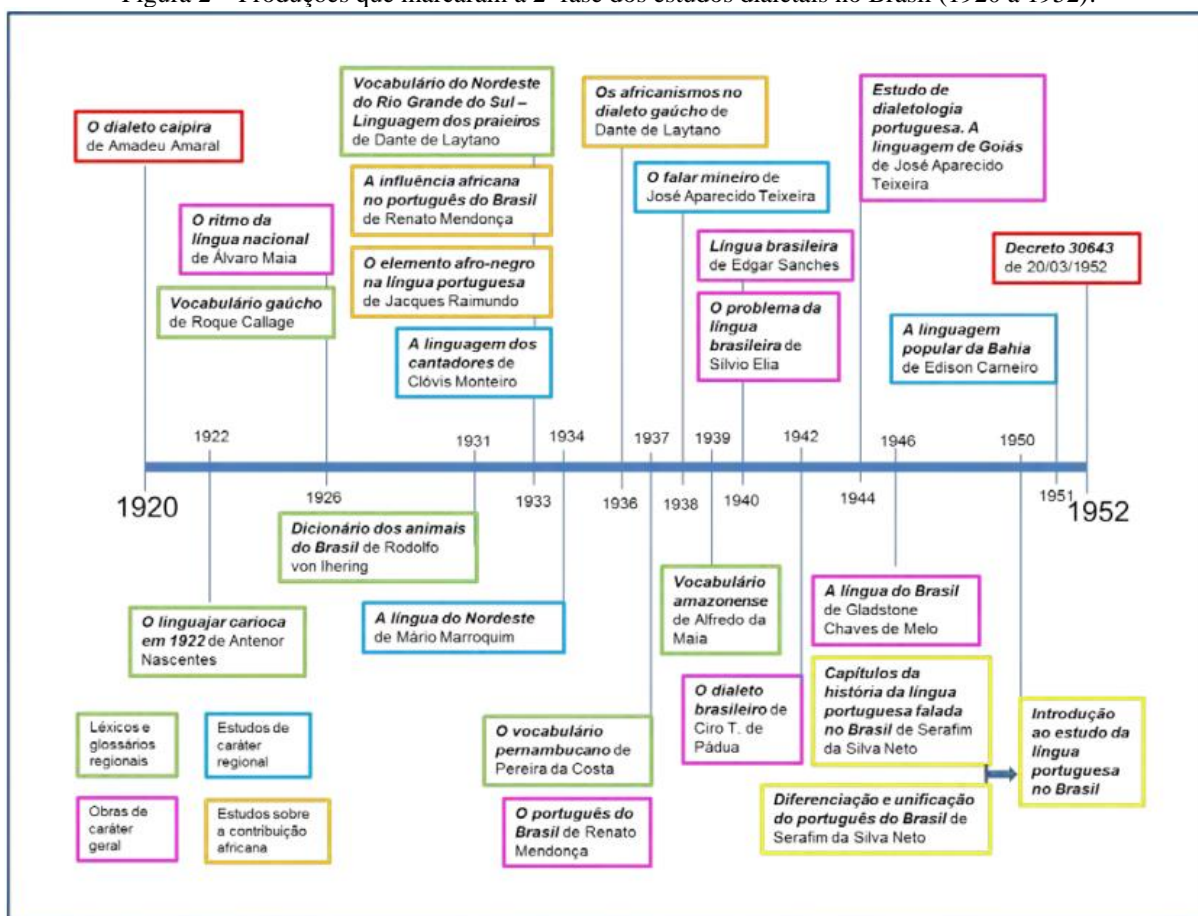 Figura 2 – Produções que marcaram a 2ª fase dos estudos dialetais no Brasil (1920 a 1952).
O dialeto caipira
de Amadeu Amaral
O ritmo da
língua nacional
de Álvaro Maia
Vocabulário gaúcho
de Roque Callage
Vocabulário do Nordeste
do Rio Grande do Sul –
Linguagem dos praieiros
de Dante de Laytano
A influência africana
no português do Brasil
de Renato Mendonça
O elemento afro-negro
na língua portuguesa
de Jacques Raimundo
A linguagem dos
cantadores de
Clóvis Monteiro
Os africanismos no
dialeto gaúcho de
Dante de Laytano
O falar mineiro de
José Aparecido Teixeira
Língua brasileira
de Edgar Sanches
O problema da
língua
brasileira de
Sílvio Elia
Estudo de
dialetologia
portuguesa. A
linguagem de Goiás
de José Aparecido
Teixeira
Decreto 30643
de 20/03/1952
A linguagem
popular da Bahia
de Edison Carneiro
1922
1931
1934
1937
1939
1942
1946
1950
1920
1926
1933
1936
1938
1940
1944
1951
1952
Dicionário dos animais
do Brasil de Rodolfo
von Ihering
O linguajar carioca
em 1922 de Antenor
Nascentes
A língua do Nordeste
de Mário Marroquim
Vocabulário
amazonense
de Alfredo da
Maia
O vocabulário
pernambucano de
Pereira da Costa
O português do
Brasil de Renato
Mendonça
O dialeto
brasileiro de
Ciro T. de
Pádua
A língua do Brasil
de Gladstone
Chaves de Melo
Capítulos da
história da língua
portuguesa falada
no Brasil de Serafim
da Silva Neto
Diferenciação e unificação
do português do Brasil de
Serafim da Silva Neto
Introdução
ao estudo da
língua
portuguesa
no Brasil
Léxicos e
glossários
regionais
Estudos de
caráter
regional
Obras de
caráter
geral
Estudos sobre
a contribuição
africana